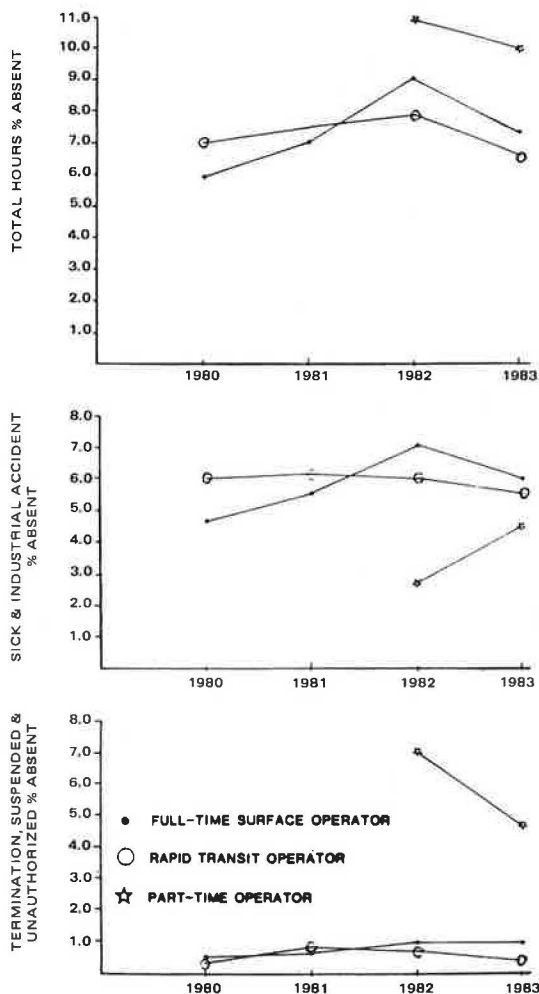 TOTAL HOURS % ABSENT
11.0
10.0
9.0
8.0
7.0
6.0
5.0
4.0
3.0
2.0
1.0
1980 1981 1982 1983
SICK & INDUSTRIAL ACCIDENT
% ABSENT
8.0
7.0
6.0
5.0
4.0
3.0
2.0
1.0
1980 1981 1982 1983
TERMINATION, SUSPENDED &
UNAUTHORIZED % ABSENT
8.0
7.0
6.0
5.0
4.0
3.0
2.0
1.0
FULL-TIME SURFACE OPERATOR
RAPID TRANSIT OPERATOR
PART-TIME OPERATOR
1980 1981 1982 1983